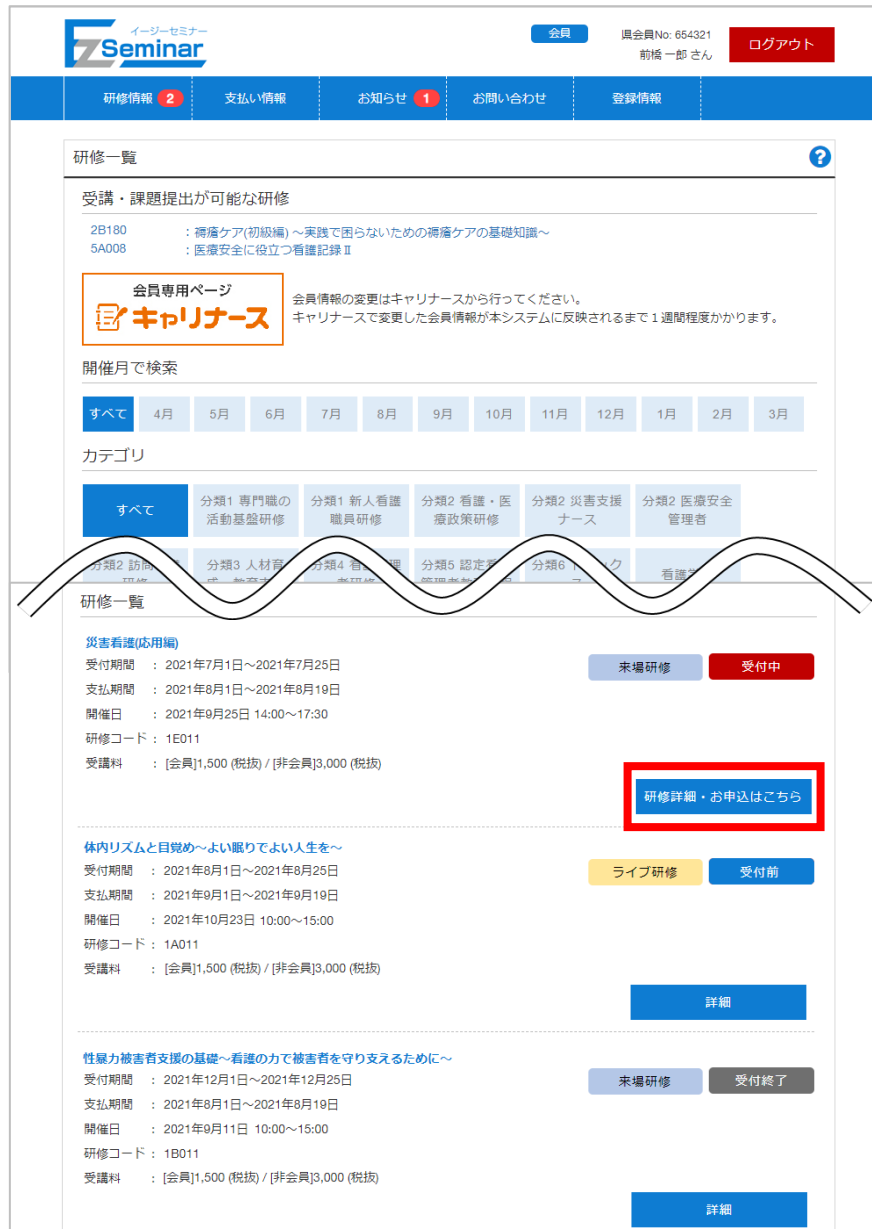 イージーセミナー
EzSeminar
会員
県会員No: 654321
前橋 一郎 さん
ログアウト
研修情報 2 支払い情報 お知らせ 1 お問い合わせ 登録情報
研修一覧
?
受講・課題提出が可能な研修
2B180 : 褥瘡ケア(初級編) ～実践で困らないための褥瘡ケアの基礎知識～
5A008 : 医療安全に役立つ看護記録Ⅱ
会員専用ページ
キャリナース
会員情報の変更はキャリナースから行ってください。
キャリナースで変更した会員情報が本システムに反映されるまで１週間程度かかります。
開催月で検索
すべて 4月 5月 6月 7月 8月 9月 10月 11月 12月 1月 2月 3月
カテゴリ
すべて
分類1 専門職の
活動基盤研修
分類1 新人看護
職員研修
分類2 看護・医
療政策研修
分類2 災害支援
ナース
分類2 医療安全
管理者
分類2 訪問
分類3 人材育
分類4 看
分類5 認定看
分類6
ク
看護
研修一覧
災害看護(応用編)
受付期間 : 2021年7月1日～2021年7月25日
来場研修 受付中
支払期間 : 2021年8月1日～2021年8月19日
開催日 : 2021年9月25日 14:00～17:30
研修コード : 1E011
受講料 : [会員]1,500 (税抜) / [非会員]3,000 (税抜)
研修詳細・お申込はこちら
体内リズムと目覚め～よい眠りでよい人生を～
受付期間 : 2021年8月1日～2021年8月25日
ライブ研修 受付前
支払期間 : 2021年9月1日～2021年9月19日
開催日 : 2021年10月23日 10:00～15:00
研修コード : 1A011
受講料 : [会員]1,500 (税抜) / [非会員]3,000 (税抜)
詳細
性暴力被害者支援の基礎～看護の力で被害者を守り支えるために～
受付期間 : 2021年12月1日～2021年12月25日
来場研修 受付終了
支払期間 : 2021年8月1日～2021年8月19日
開催日 : 2021年9月11日 10:00～15:00
研修コード : 1B011
受講料 : [会員]1,500 (税抜) / [非会員]3,000 (税抜)
詳細